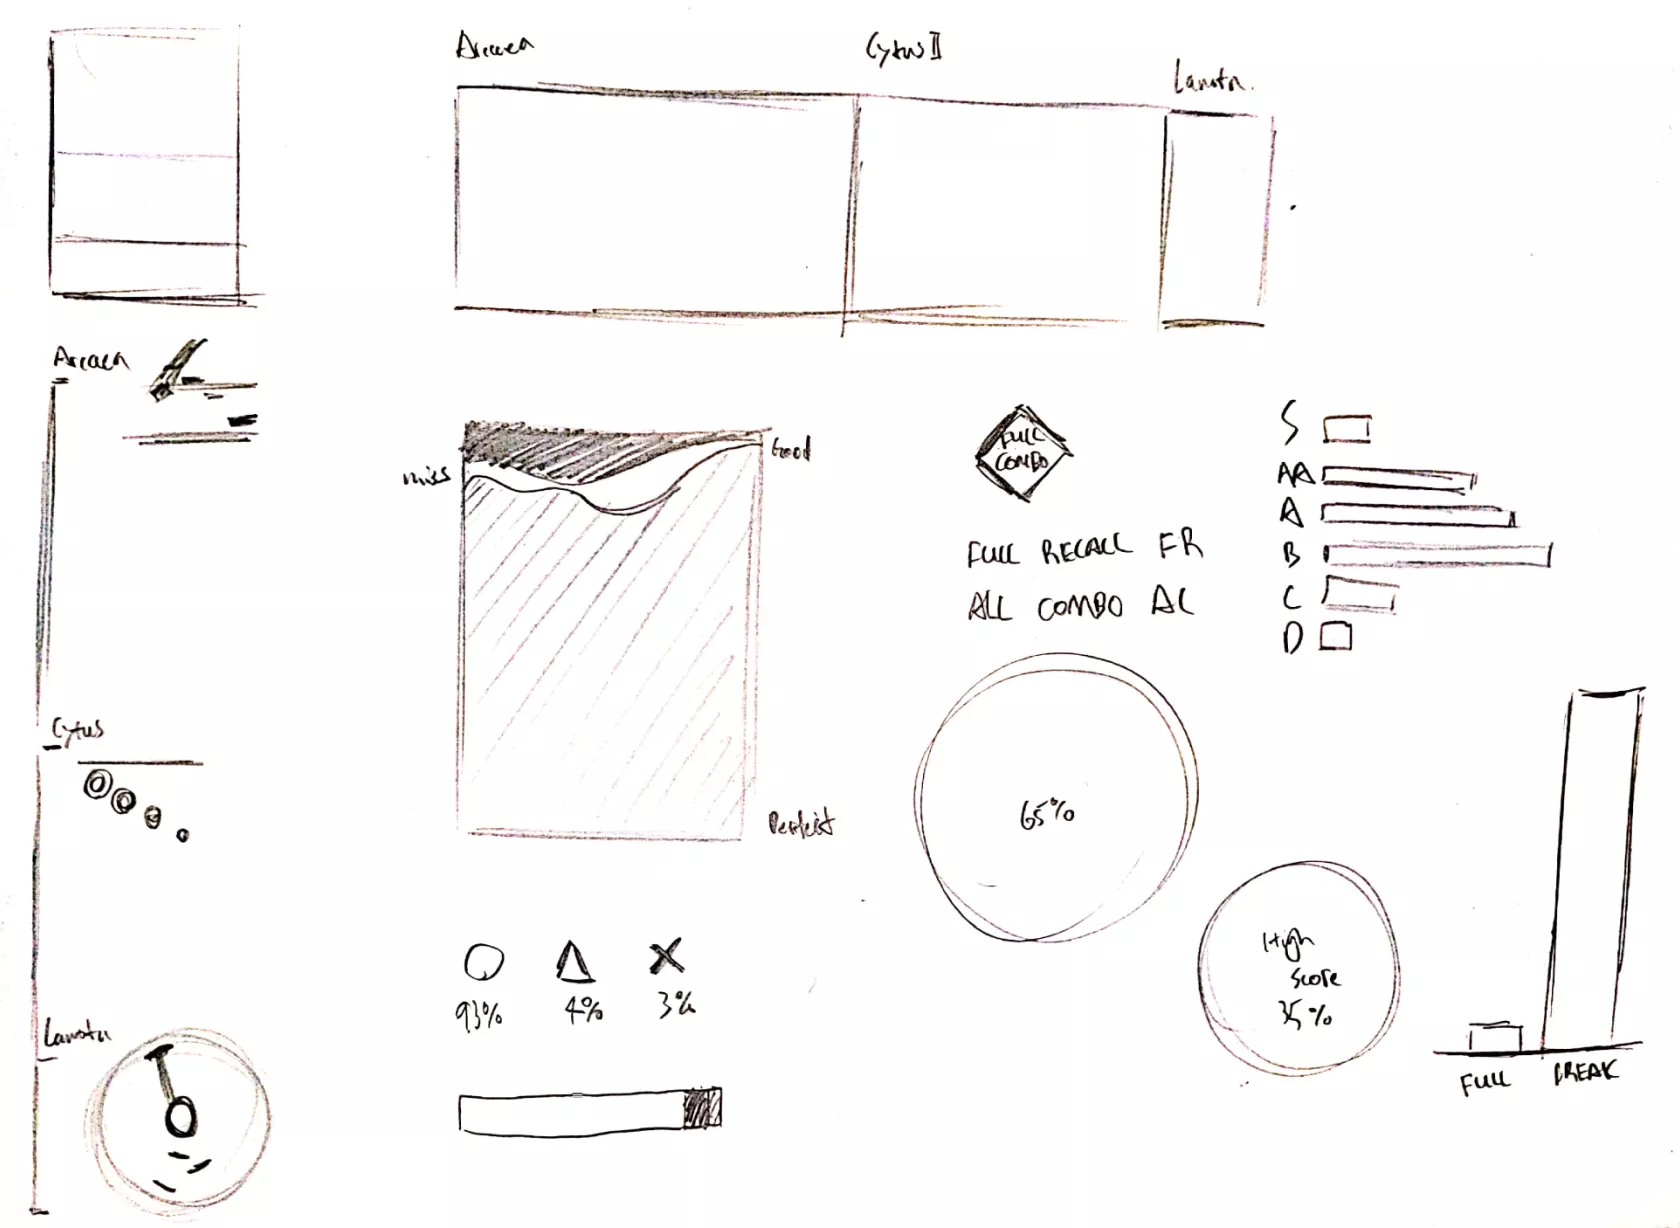 Arcaea
Cytus II
Lanota
Arcaea
Cytus
Lanota
miss
Good
Perfect
93%
4%
3%
FULL
COMBO
FULL RECALL FR
ALL COMBO AC
S
AA
A
B
C
D
65%
High
Score
35%
FULL
BREAK